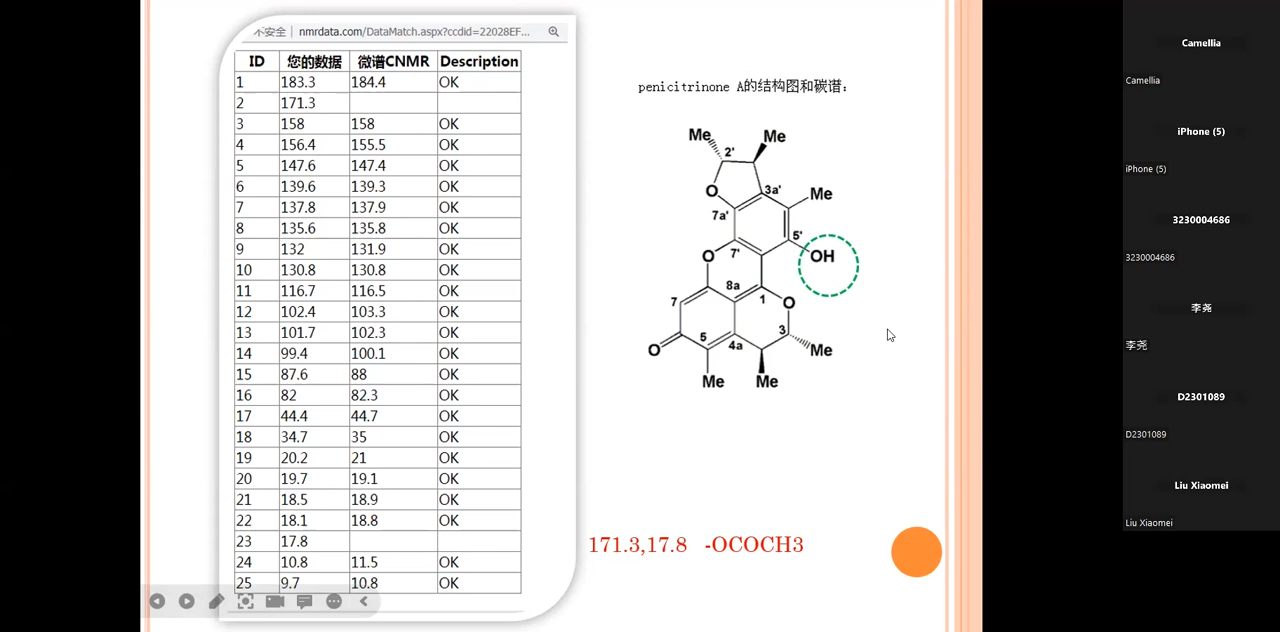 不安全 | nmrdata.com/DataMatch.aspx?ccdid=22028EF...
ID 您的数据 微谱CNMR Description
1 183.3 184.4 OK
2 171.3
3 158 158 OK
4 156.4 155.5 OK
5 147.6 147.4 OK
6 139.6 139.3 OK
7 137.8 137.9 OK
8 135.6 135.8 OK
9 132 131.9 OK
10 130.8 130.8 OK
11 116.7 116.5 OK
12 102.4 103.3 OK
13 101.7 102.3 OK
14 99.4 100.1 OK
15 87.6 88 OK
16 82 82.3 OK
17 44.4 44.7 OK
18 34.7 35 OK
19 20.2 21 OK
20 19.7 19.1 OK
21 18.5 18.9 OK
22 18.1 18.8 OK
23 17.8
24 10.8 11.5 OK
25 9.7 10.8 OK
penicitrinone A的结构图和碳谱:
Me Me
2'
O 3a' Me
7a' 5'
O 7' OH
8a
7 1 O
5 3
O 4a Me
Me Me
171.3,17.8 -OCOCH3
Camellia
Camellia
iPhone (5)
iPhone (5)
3230004686
3230004686
李尧
李尧
D2301089
D2301089
Liu Xiaomei
Liu Xiaomei